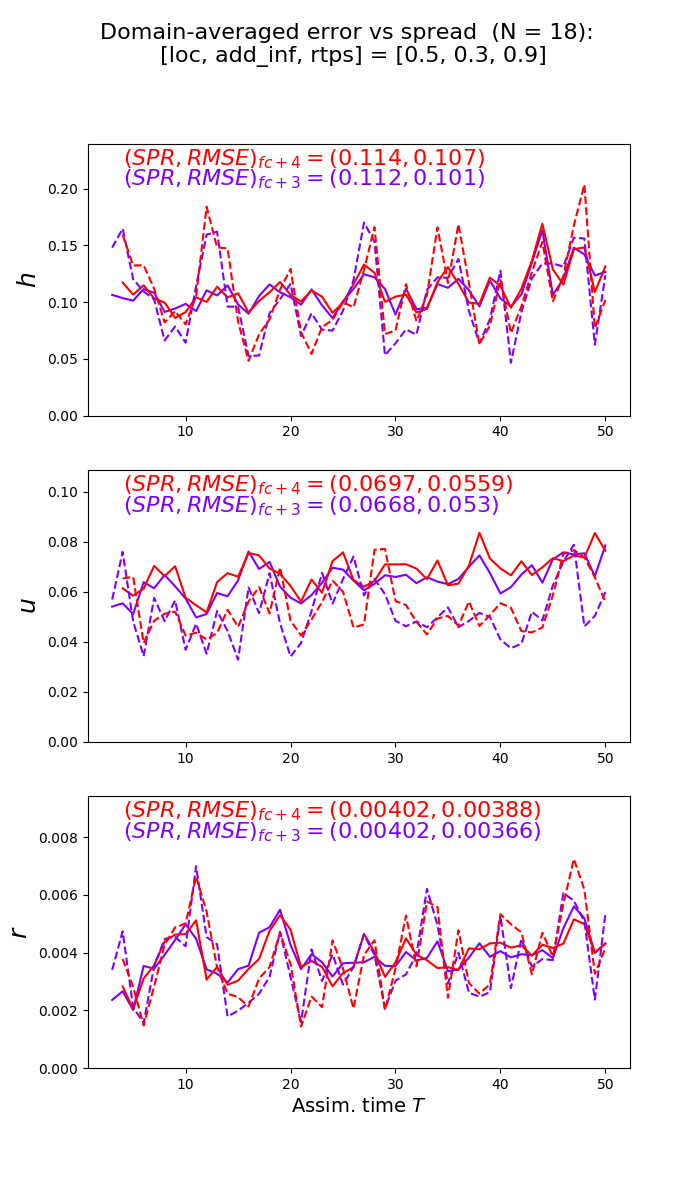 Domain-averaged error vs spread (N = 18):
[loc, add_inf, rtps] = [0.5, 0.3, 0.9]
(SPR, RMSE)fc+4 = (0.114, 0.107)
(SPR, RMSE)fc+3 = (0.112, 0.101)
0.20
0.15
0.10
0.05
0.00
h
10 20 30 40 50
(SPR, RMSE)fc+4 = (0.0697, 0.0559)
(SPR, RMSE)fc+3 = (0.0668, 0.053)
0.10
0.08
0.06
0.04
0.02
0.00
u
10 20 30 40 50
(SPR, RMSE)fc+4 = (0.00402, 0.00388)
(SPR, RMSE)fc+3 = (0.00402, 0.00366)
0.008
0.006
0.004
0.002
0.000
r
10 20 30 40 50
Assim. time T